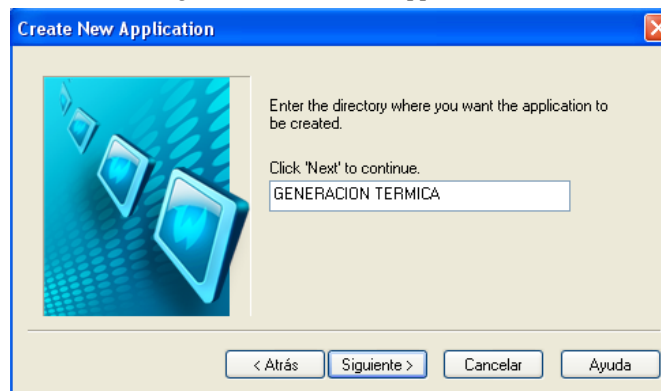 Create New Application
Enter the directory where you want the application to
be created.
Click 'Next' to continue.
GENERACION TERMICA
< Atrás
Siguiente >
Cancelar
Ayuda